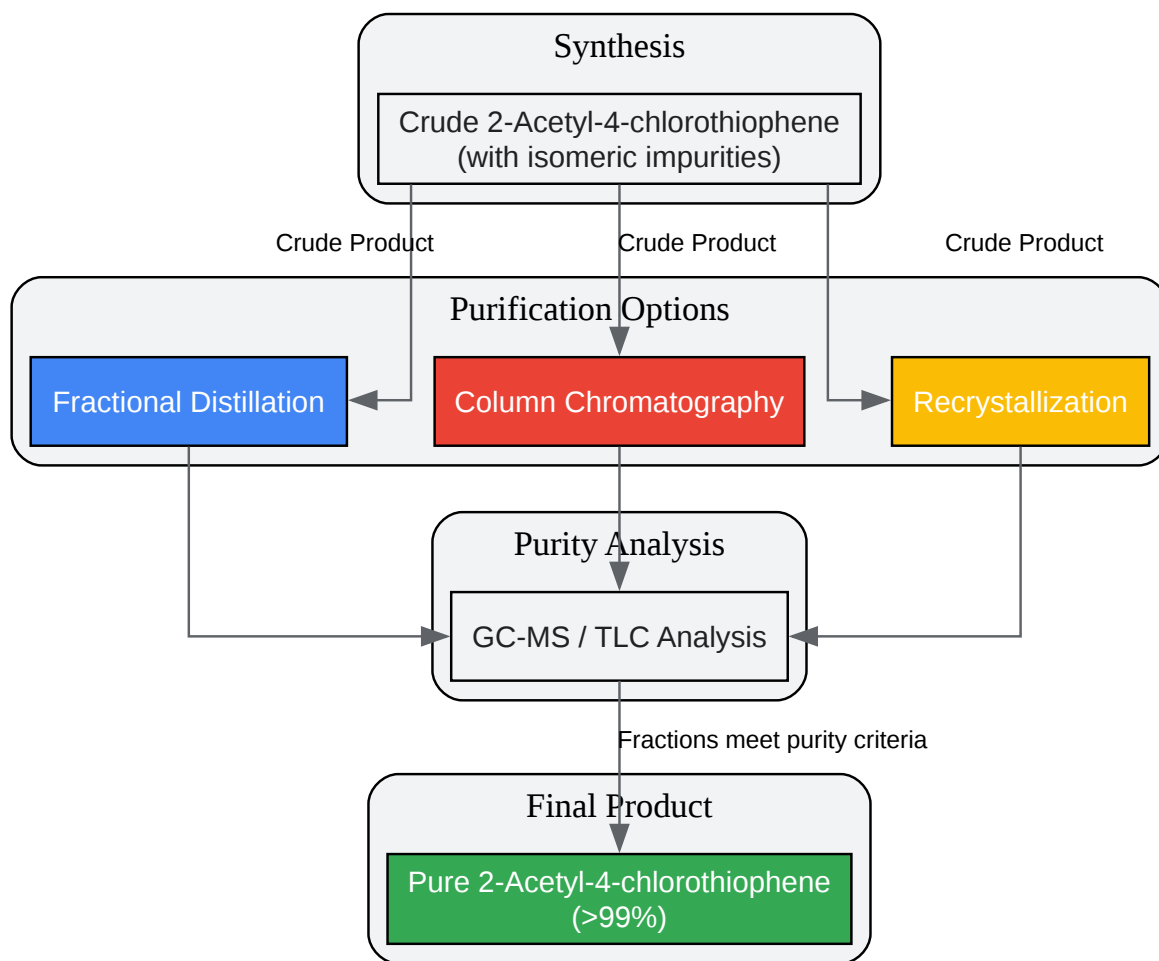 Synthesis
Crude 2-Acetyl-4-chlorothiophene
(with isomeric impurities)
Crude Product
Crude Product
Crude Product
Purification Options
Fractional Distillation
Column Chromatography
Recrystallization
Purity Analysis
GC-MS / TLC Analysis
Fractions meet purity criteria
Final Product
Pure 2-Acetyl-4-chlorothiophene
(>99%)